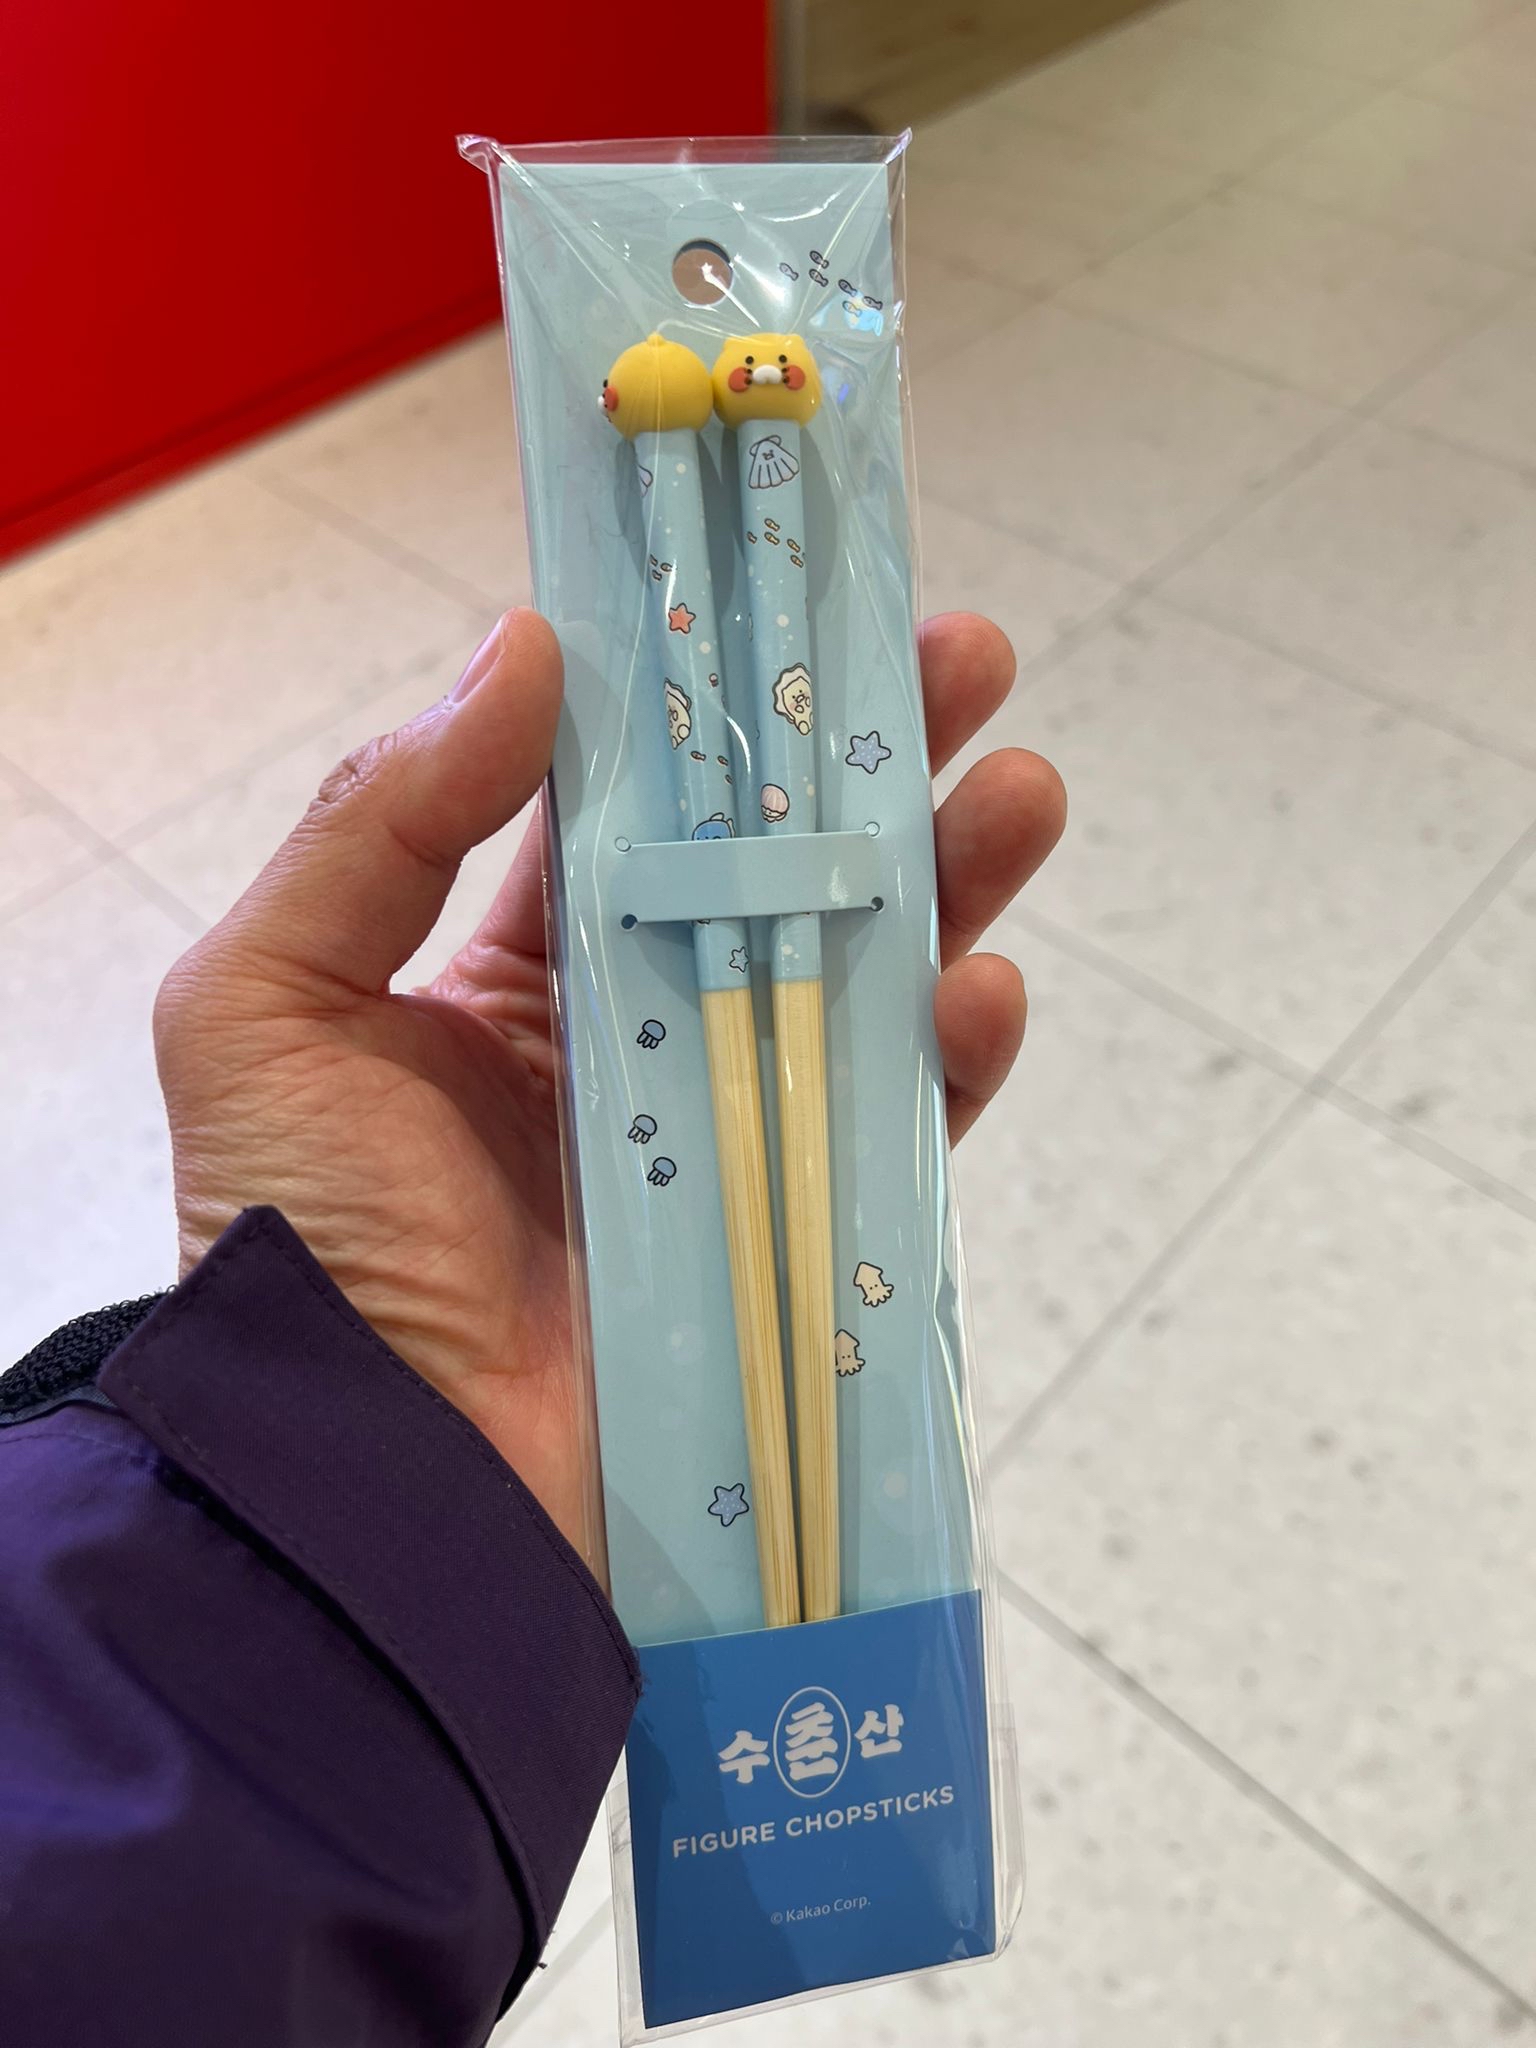 수춘산
FIGURE CHOPSTICKS
© Kakao Corp.